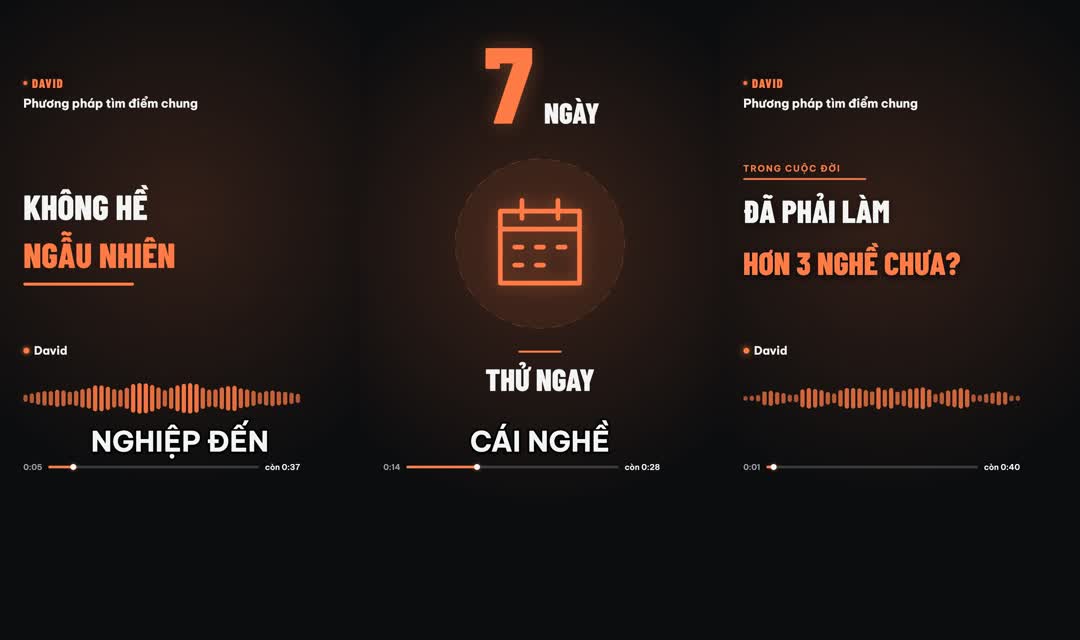 DAVID
Phương pháp tìm điểm chung
KHÔNG HỀ
NGẪU NHIÊN
David
NGHIỆP ĐẾN
0:05 còn 0:37
7 NGÀY
THỬ NGAY
CÁI NGHỀ
0:14 còn 0:28
DAVID
Phương pháp tìm điểm chung
TRONG CUỘC ĐỜI
ĐÃ PHẢI LÀM
HƠN 3 NGHỀ CHƯA?
David
0:01 còn 0:40